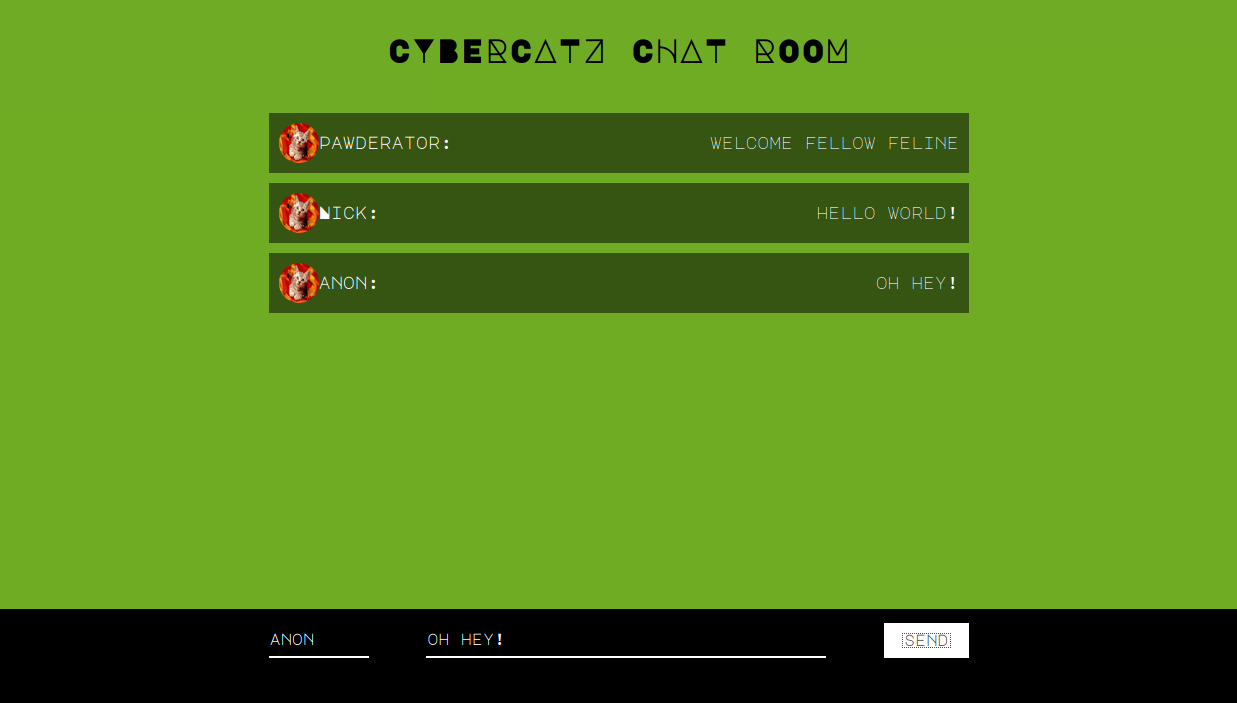 CYBERCATZ CHAT ROOM
PAWDERATOR: WELCOME FELLOW FELINE
NICK: HELLO WORLD!
ANON: OH HEY!
ANON OH HEY! SEND